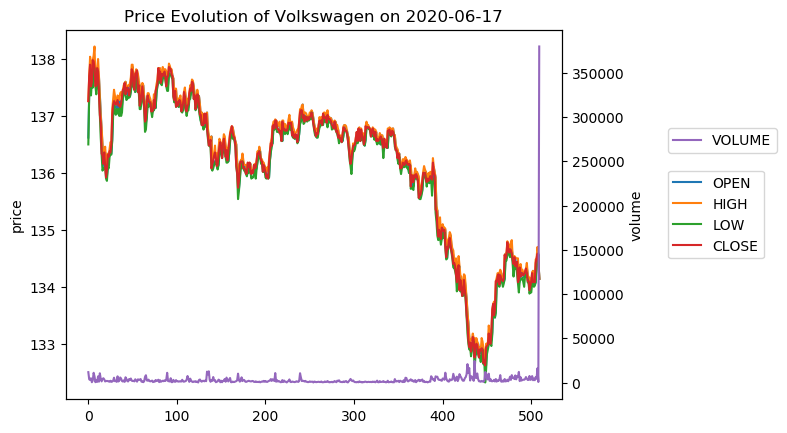 Price Evolution of Volkswagen on 2020-06-17
138
137
136
135
134
133
price
0
100
200
300
400
500
350000
300000
250000
200000
150000
100000
50000
0
volume
VOLUME
OPEN
HIGH
LOW
CLOSE